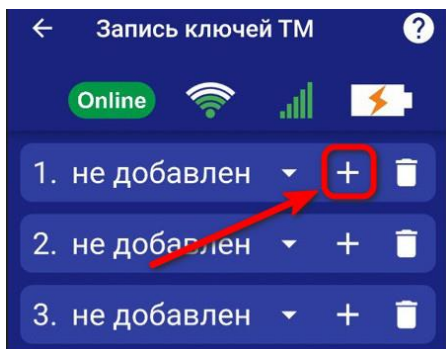 Запись ключей ТМ
?
Online
1. не добавлен
2. не добавлен
3. не добавлен